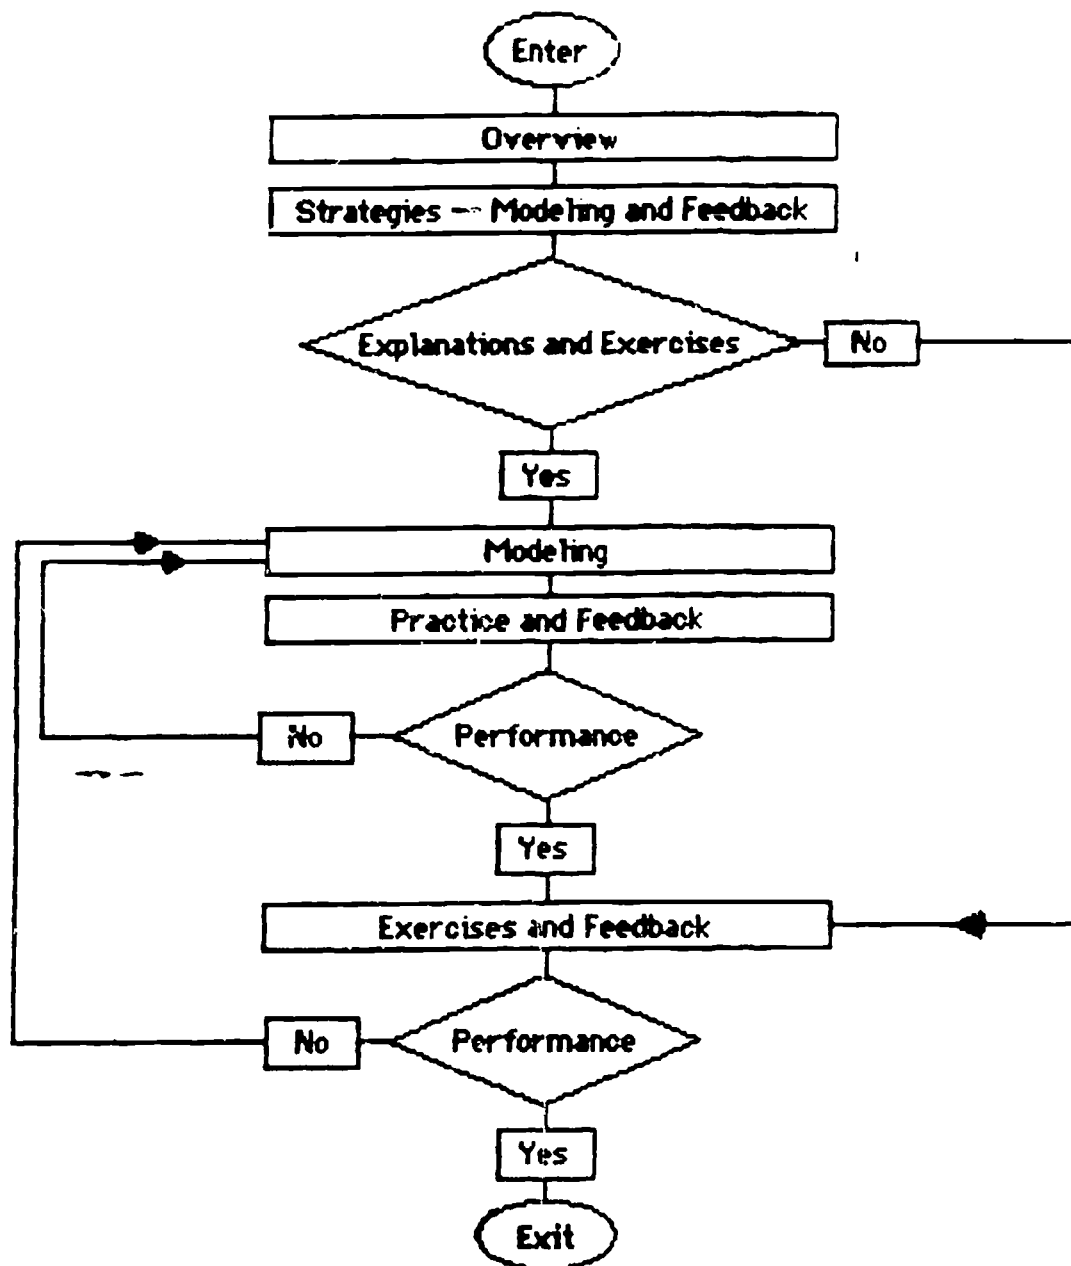 Enter
Overview
Strategies -- Modeling and Feedback
Explanations and Exercises
No
Yes
Modeling
Practice and Feedback
No
Performance
Yes
Exercises and Feedback
No
Performance
Yes
Exit